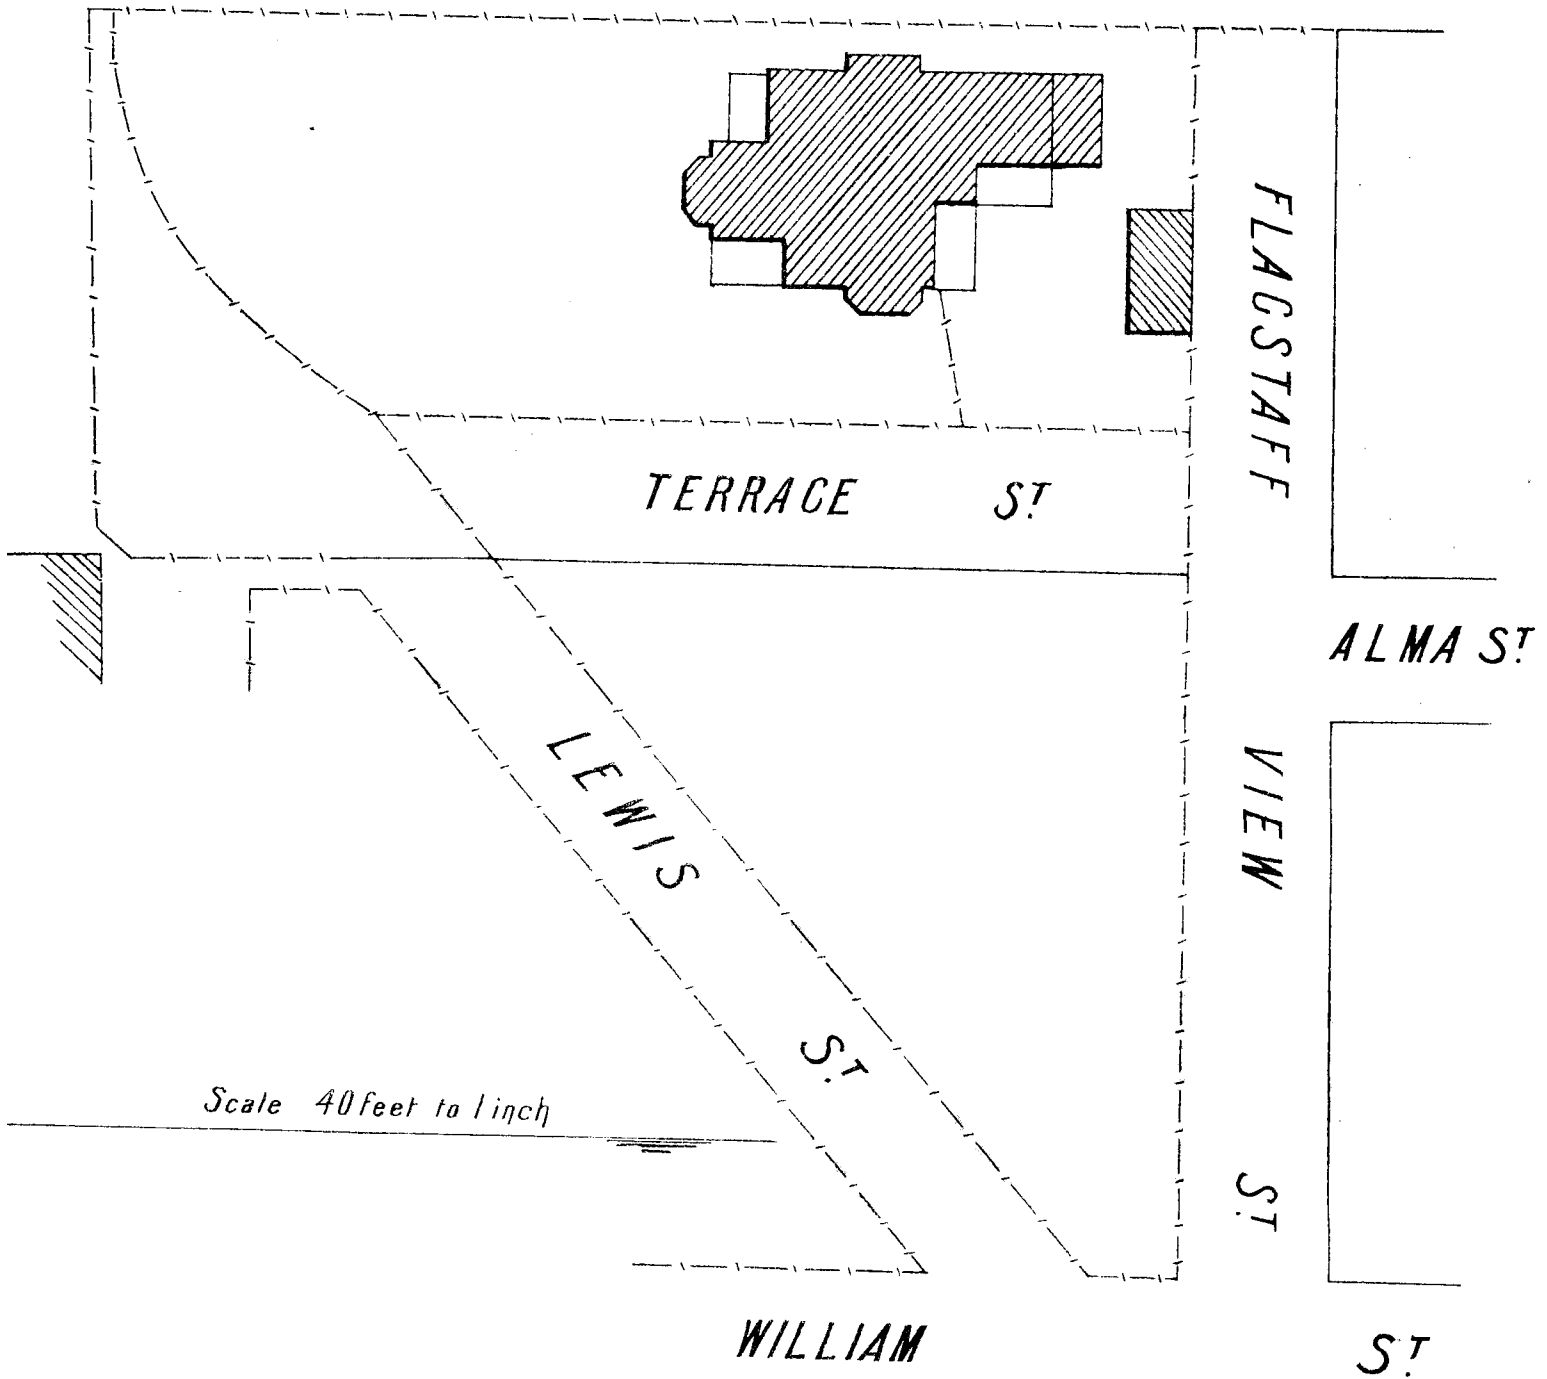 FLAGSTAFF VIEW ST.
TERRACE ST.
ALMA ST.
LEWIS ST.
Scale 40 feet to 1 inch
WILLIAM ST.